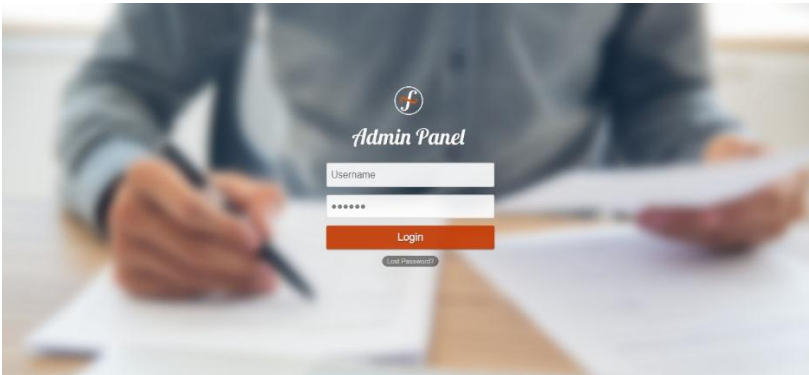 Admin Panel
Username
••••••
Login
Lost Password?